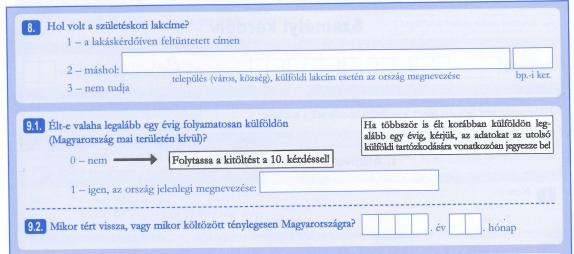 8. Hol volt a születéskori lakcíme?
1 – a lakáskérdőíven feltüntetett címen
2 – máshol:
település (város, község), külföldi lakcím esetén az ország megnevezése
bp.-i ker.
3 – nem tudja
9.1. Élt-e valaha legalább egy évig folyamatosan külföldön
(Magyarország mai területén kívül)?
Ha többször is élt korábban külföldön leg-
alább egy évig, kérjük, az adatokat az utolsó
külföldi tartózkodására vonatkozóan jegyezze be!
0 – nem
Folytassa a kitöltést a 10. kérdéssel!
1 – igen, az ország jelenlegi megnevezése:
9.2. Mikor tért vissza, vagy mikor költözött ténylegesen Magyarországra? . év . hónap